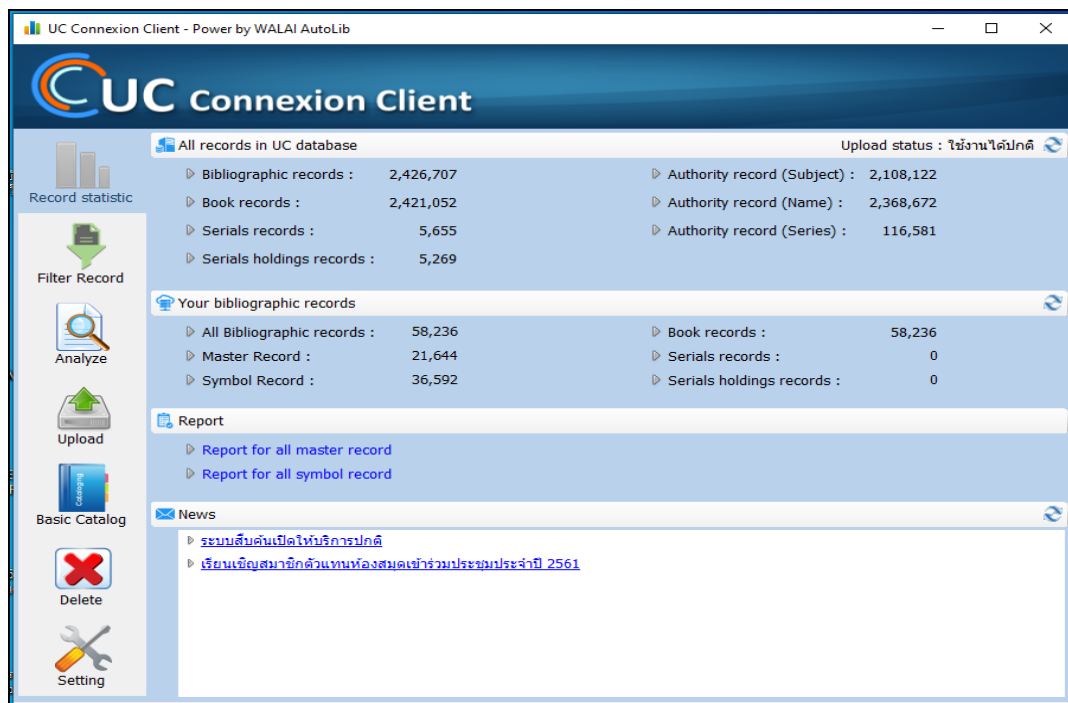 UC Connexion Client - Power by WALAI AutoLib
UC Connexion Client
Record statistic
Filter Record
Analyze
Upload
Cataloging
Basic Catalog
Delete
Setting
All records in UC database Upload status : ใช้งานได้ปกติ
Bibliographic records : 2,426,707 Authority record (Subject) : 2,108,122
Book records : 2,421,052 Authority record (Name) : 2,368,672
Serials records : 5,655 Authority record (Series) : 116,581
Serials holdings records : 5,269
Your bibliographic records
All Bibliographic records : 58,236 Book records : 58,236
Master Record : 21,644 Serials records : 0
Symbol Record : 36,592 Serials holdings records : 0
Report
Report for all master record
Report for all symbol record
News
ระบบสืบค้นเปิดให้บริการปกติ
เรียนเชิญสมาชิกตัวแทนห้องสมุดเข้าร่วมประชุมประจำปี 2561